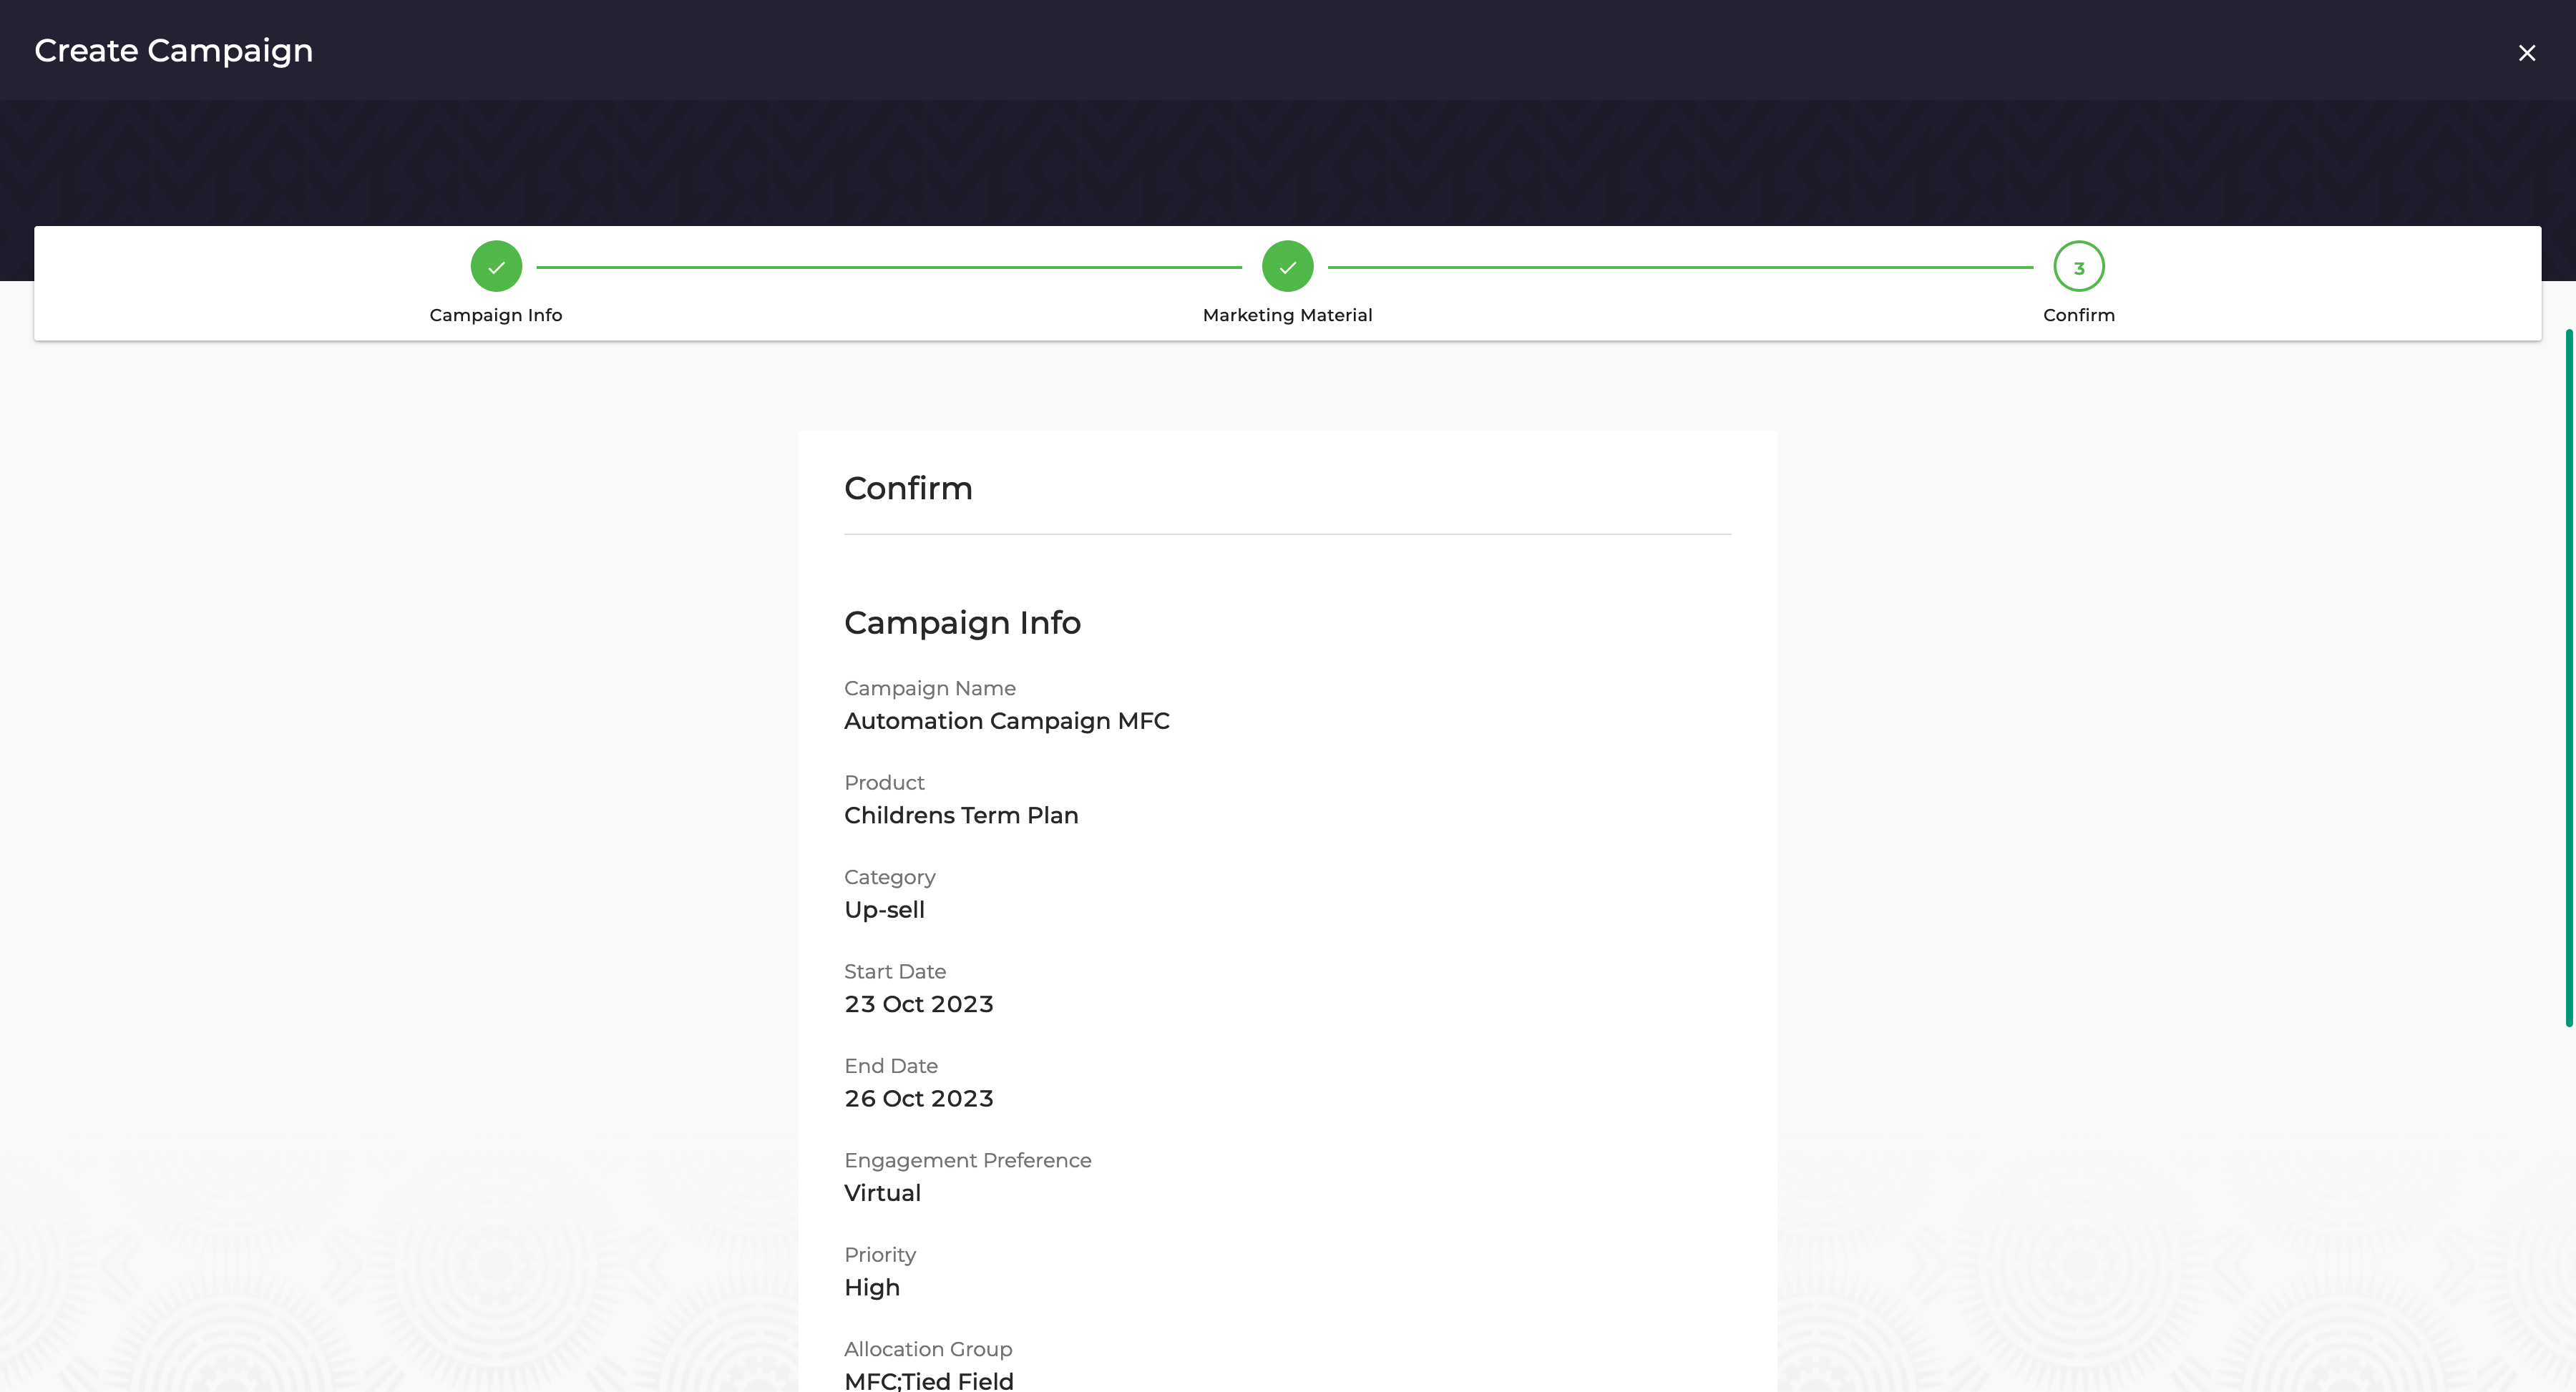 Create Campaign
Campaign Info
Marketing Material
3
Confirm
Confirm
Campaign Info
Campaign Name
Automation Campaign MFC
Product
Childrens Term Plan
Category
Up-sell
Start Date
23 Oct 2023
End Date
26 Oct 2023
Engagement Preference
Virtual
Priority
High
Allocation Group
MFC;Tied Field